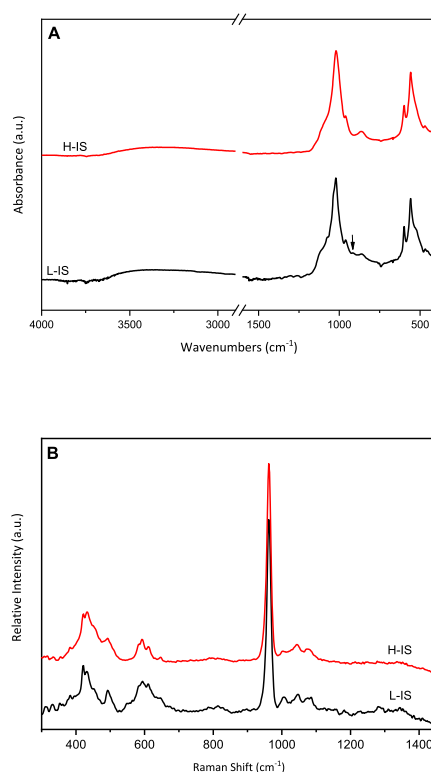 A
Absorbance (a.u.)
H-IS
L-IS
4000 3500 3000 1500 1000 500
Wavenumbers (cm⁻¹)
B
Relative Intensity (a.u.)
H-IS
L-IS
400 600 800 1000 1200 1400
Raman Shift (cm⁻¹)